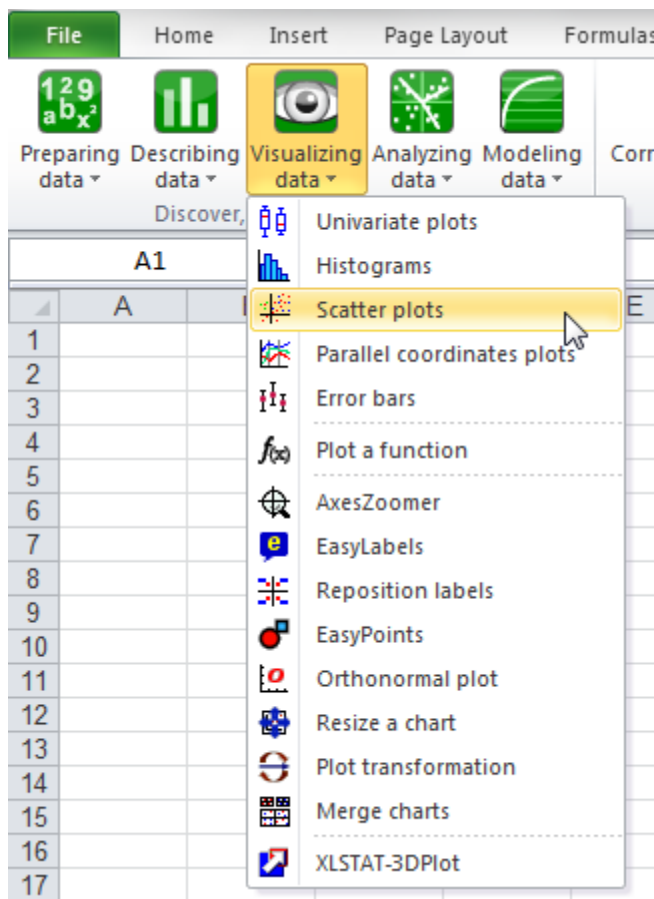 File Home Insert Page Layout Formulas
Preparing data Describing data Visualizing data Analyzing data Modeling data
Discover,
A1
A E
Univariate plots
Histograms
Scatter plots
Parallel coordinates plots
Error bars
f(x) Plot a function
AxesZoomer
e EasyLabels
Reposition labels
EasyPoints
Orthonormal plot
Resize a chart
Plot transformation
Merge charts
XLSTAT-3DPlot
1
2
3
4
5
6
7
8
9
10
11
12
13
14
15
16
17